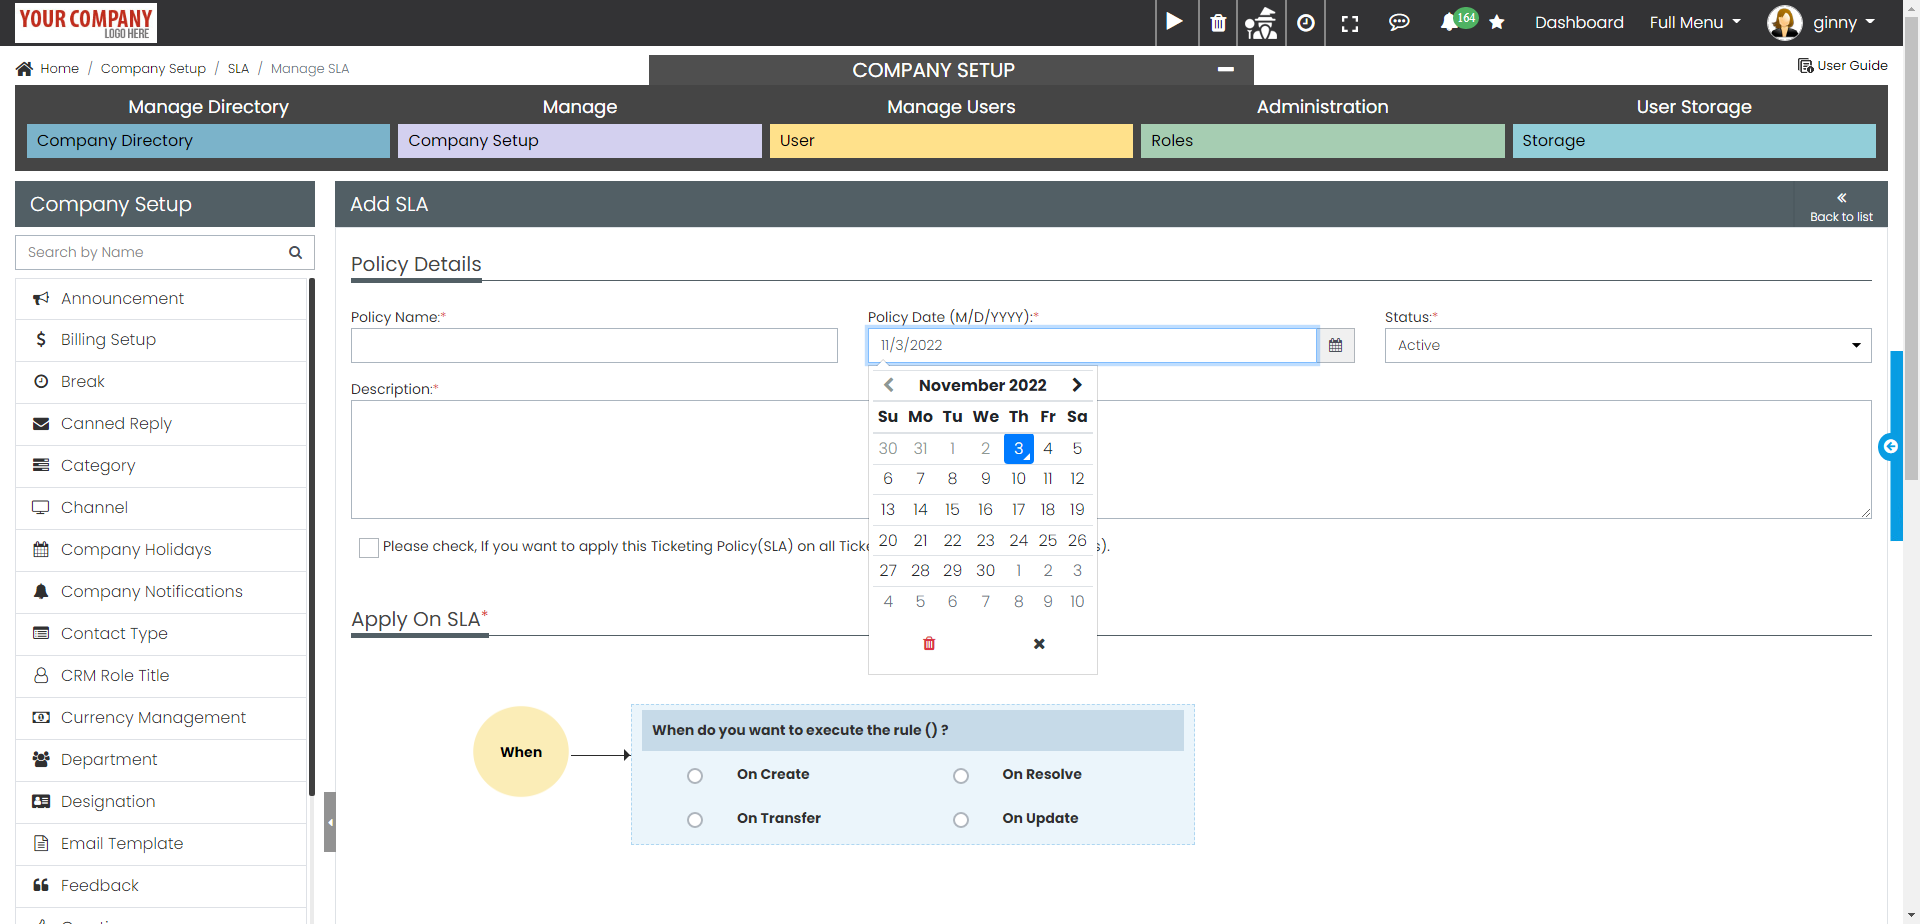 YOUR COMPANY
LOGO HERE
164
Dashboard
Full Menu
ginny
Home / Company Setup / SLA / Manage SLA
COMPANY SETUP
User Guide
Manage Directory
Manage
Manage Users
Administration
User Storage
Company Directory
Company Setup
User
Roles
Storage
Company Setup
Search by Name
Announcement
Billing Setup
Break
Canned Reply
Category
Channel
Company Holidays
Company Notifications
Contact Type
CRM Role Title
Currency Management
Department
Designation
Email Template
Feedback
Add SLA
Back to list
Policy Details
Policy Name:*
Policy Date (M/D/YYYY):*
Status:*
11/3/2022
Active
Description:*
November 2022
Su Mo Tu We Th Fr Sa
30 31 1 2 3 4 5
6 7 8 9 10 11 12
13 14 15 16 17 18 19
20 21 22 23 24 25 26
27 28 29 30 1 2 3
4 5 6 7 8 9 10
Please check, If you want to apply this Ticketing Policy(SLA) on all Ticke s).
Apply On SLA*
When
When do you want to execute the rule () ?
On Create
On Resolve
On Transfer
On Update